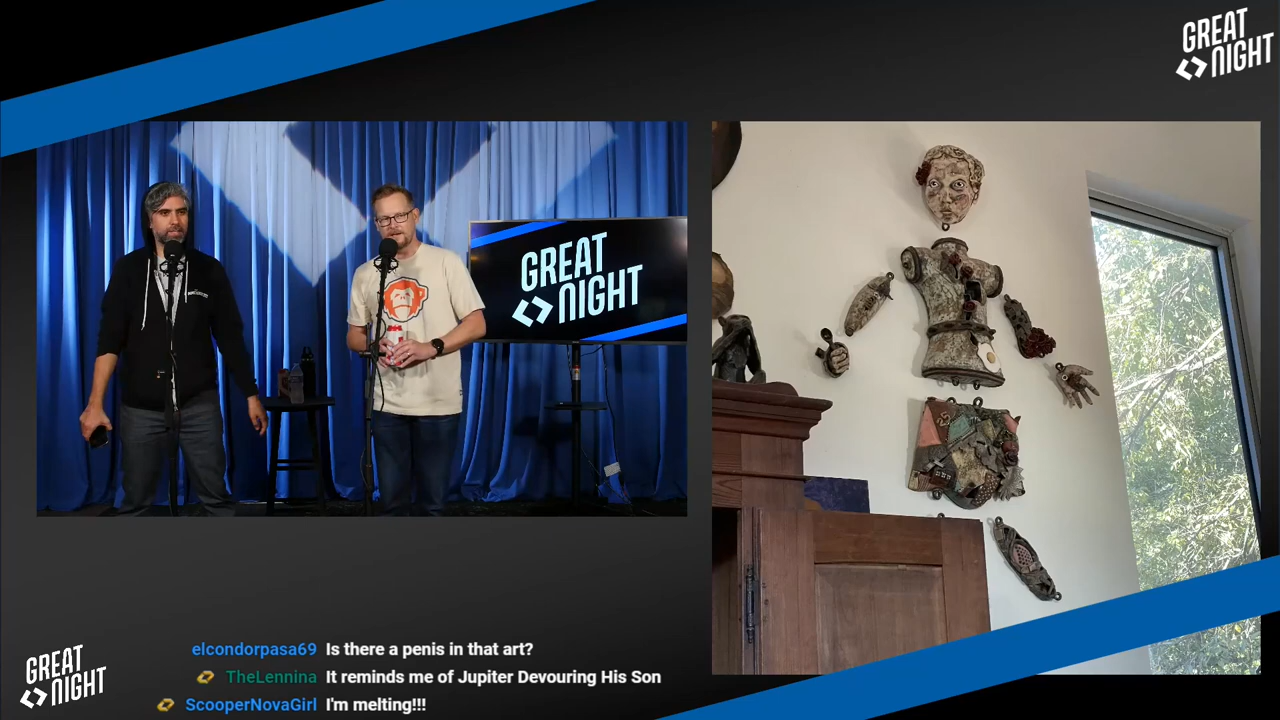 GREAT
NIGHT
GREAT
NIGHT
elcondorpasa69 Is there a penis in that art?
TheLennina It reminds me of Jupiter Devouring His Son
ScooperNovaGirl I'm melting!!!
GREAT
NIGHT